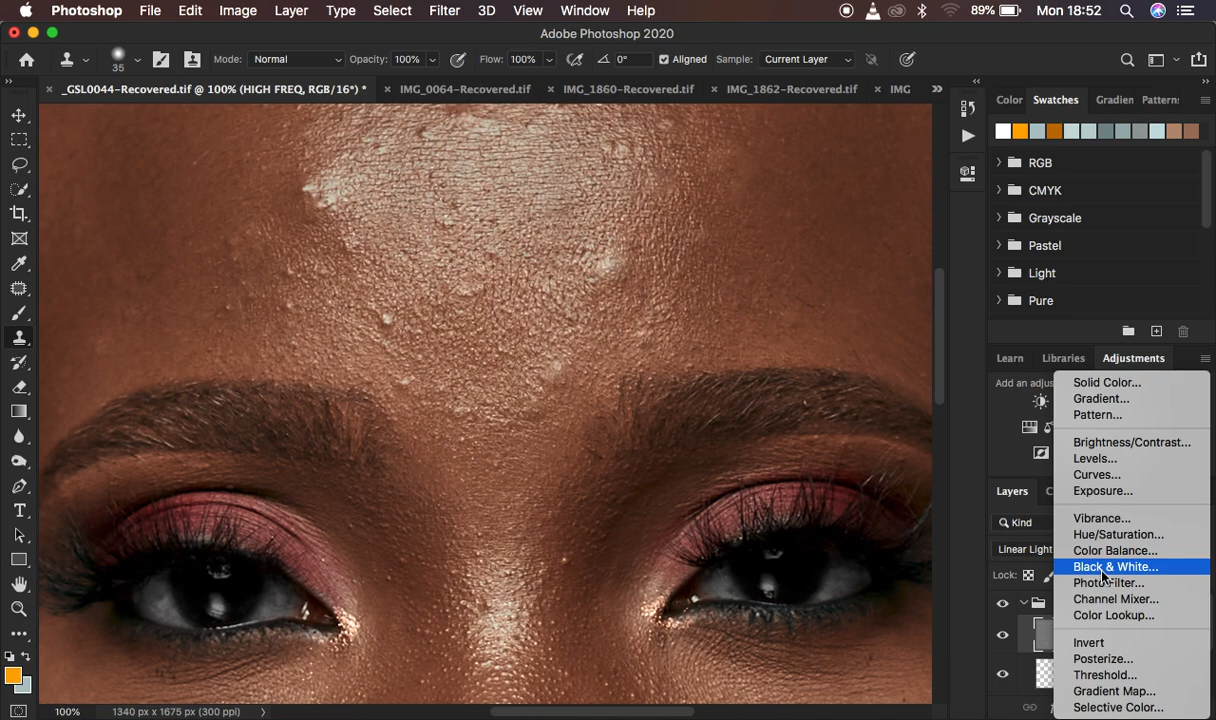 Photoshop File Edit Image Layer Type Select Filter 3D View Window Help 89% Mon 18:52
Adobe Photoshop 2020
35 Mode: Normal Opacity: 100% Flow: 100% 0° Aligned Sample: Current Layer
_GSL0044-Recovered.tif @ 100% (HIGH FREQ, RGB/16*) * IMG_0064-Recovered.tif IMG_1860-Recovered.tif IMG_1862-Recovered.tif IMG
Color Swatches Gradien Pattern:
RGB
CMYK
Grayscale
Pastel
Light
Pure
Learn Libraries Adjustments
Add an adjus
Solid Color...
Gradient...
Pattern...
Brightness/Contrast...
Levels...
Curves...
Exposure...
Layers C
Kind
Vibrance...
Hue/Saturation...
Linear Light
Color Balance...
Black & White...
Lock:
Photo Filter...
Channel Mixer...
Color Lookup...
Invert
Posterize...
Threshold...
Gradient Map...
Selective Color...
100% 1340 px x 1675 px (300 ppi)